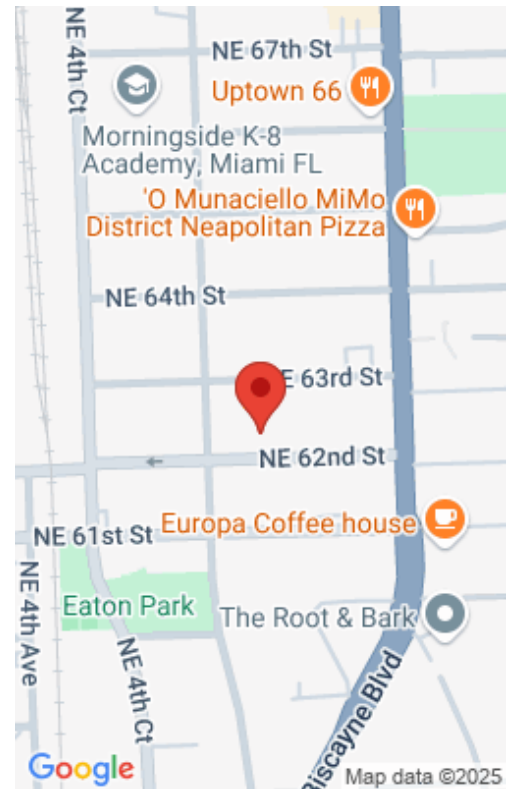 NE 4th Ct
NE 67th St
Uptown 66
Morningside K-8
Academy, Miami FL
'O Munaciello MiMo
District Neapolitan Pizza
NE 64th St
E 63rd St
NE 62nd St
Europa Coffee house
NE 61st St
NE 4th Ave
Eaton Park
The Root & Bark
NE 4th Ct
Biscayne Blvd
Google
Map data ©2025